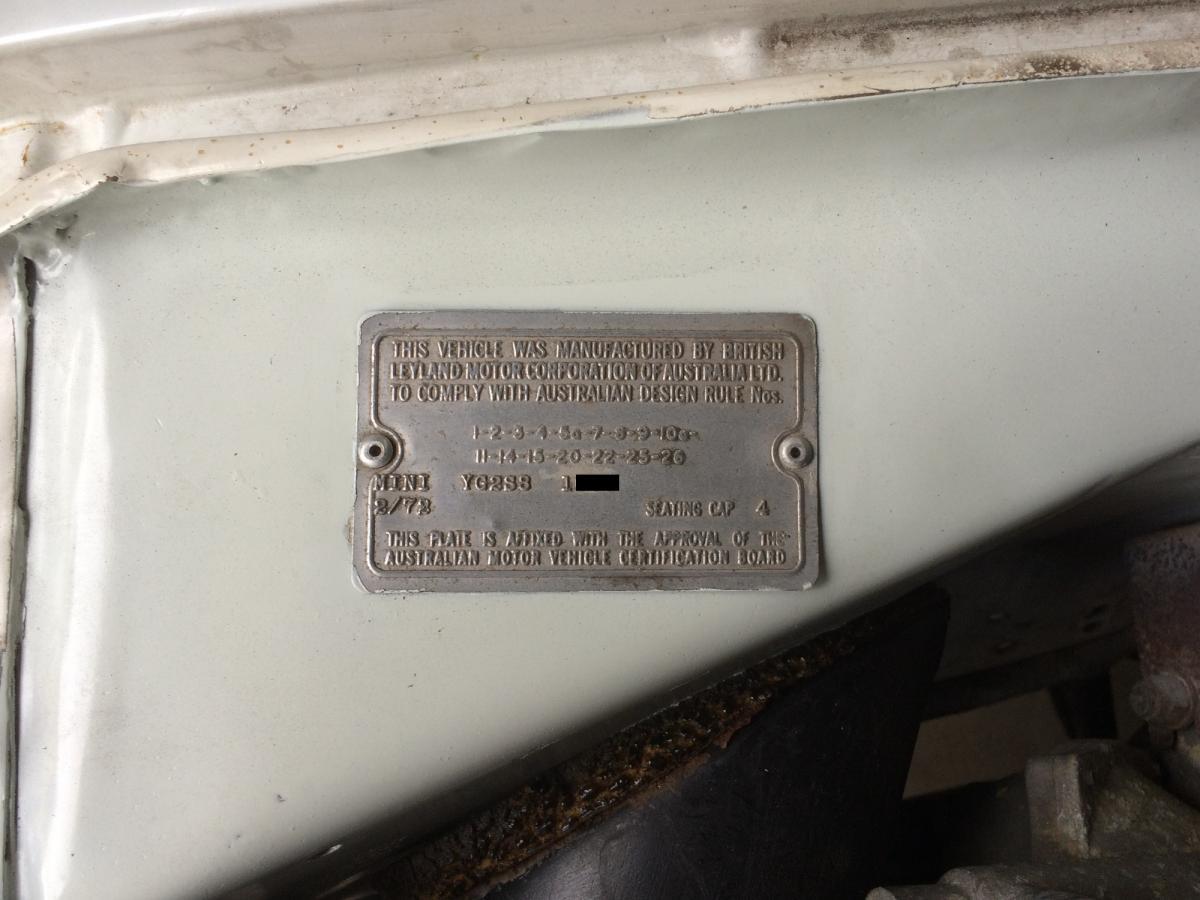 THIS VEHICLE WAS MANUFACTURED BY BRITISH
LEYLAND MOTOR CORPORATION OF AUSTRALIA LTD.
TO COMPLY WITH AUSTRALIAN DESIGN RULE Nos.
1-2-3-4-5a-7-8-9-10a-
11-14-15-20-22-25-26
MINI YG2S8 1
2/72
SEATING CAP 4
THIS PLATE IS AFFIXED WITH THE APPROVAL OF THE
AUSTRALIAN MOTOR VEHICLE CERTIFICATION BOARD